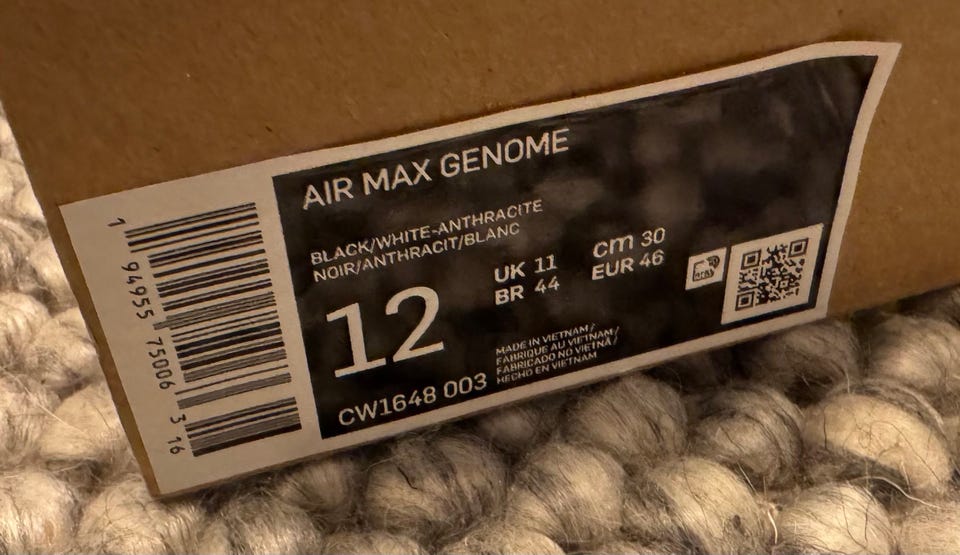 AIR MAX GENOME
BLACK/WHITE-ANTHRACITE
NOIR/ANTHRACIT/BLANC
12
UK 11
BR 44
cm 30
EUR 46
CW1648 003
MADE IN VIETNAM/
FABRIQUE AU VIETNAM/
FABRICADO NO VIETNÃ/
HECHO EN VIETNAM
1 94955 75006 3 16